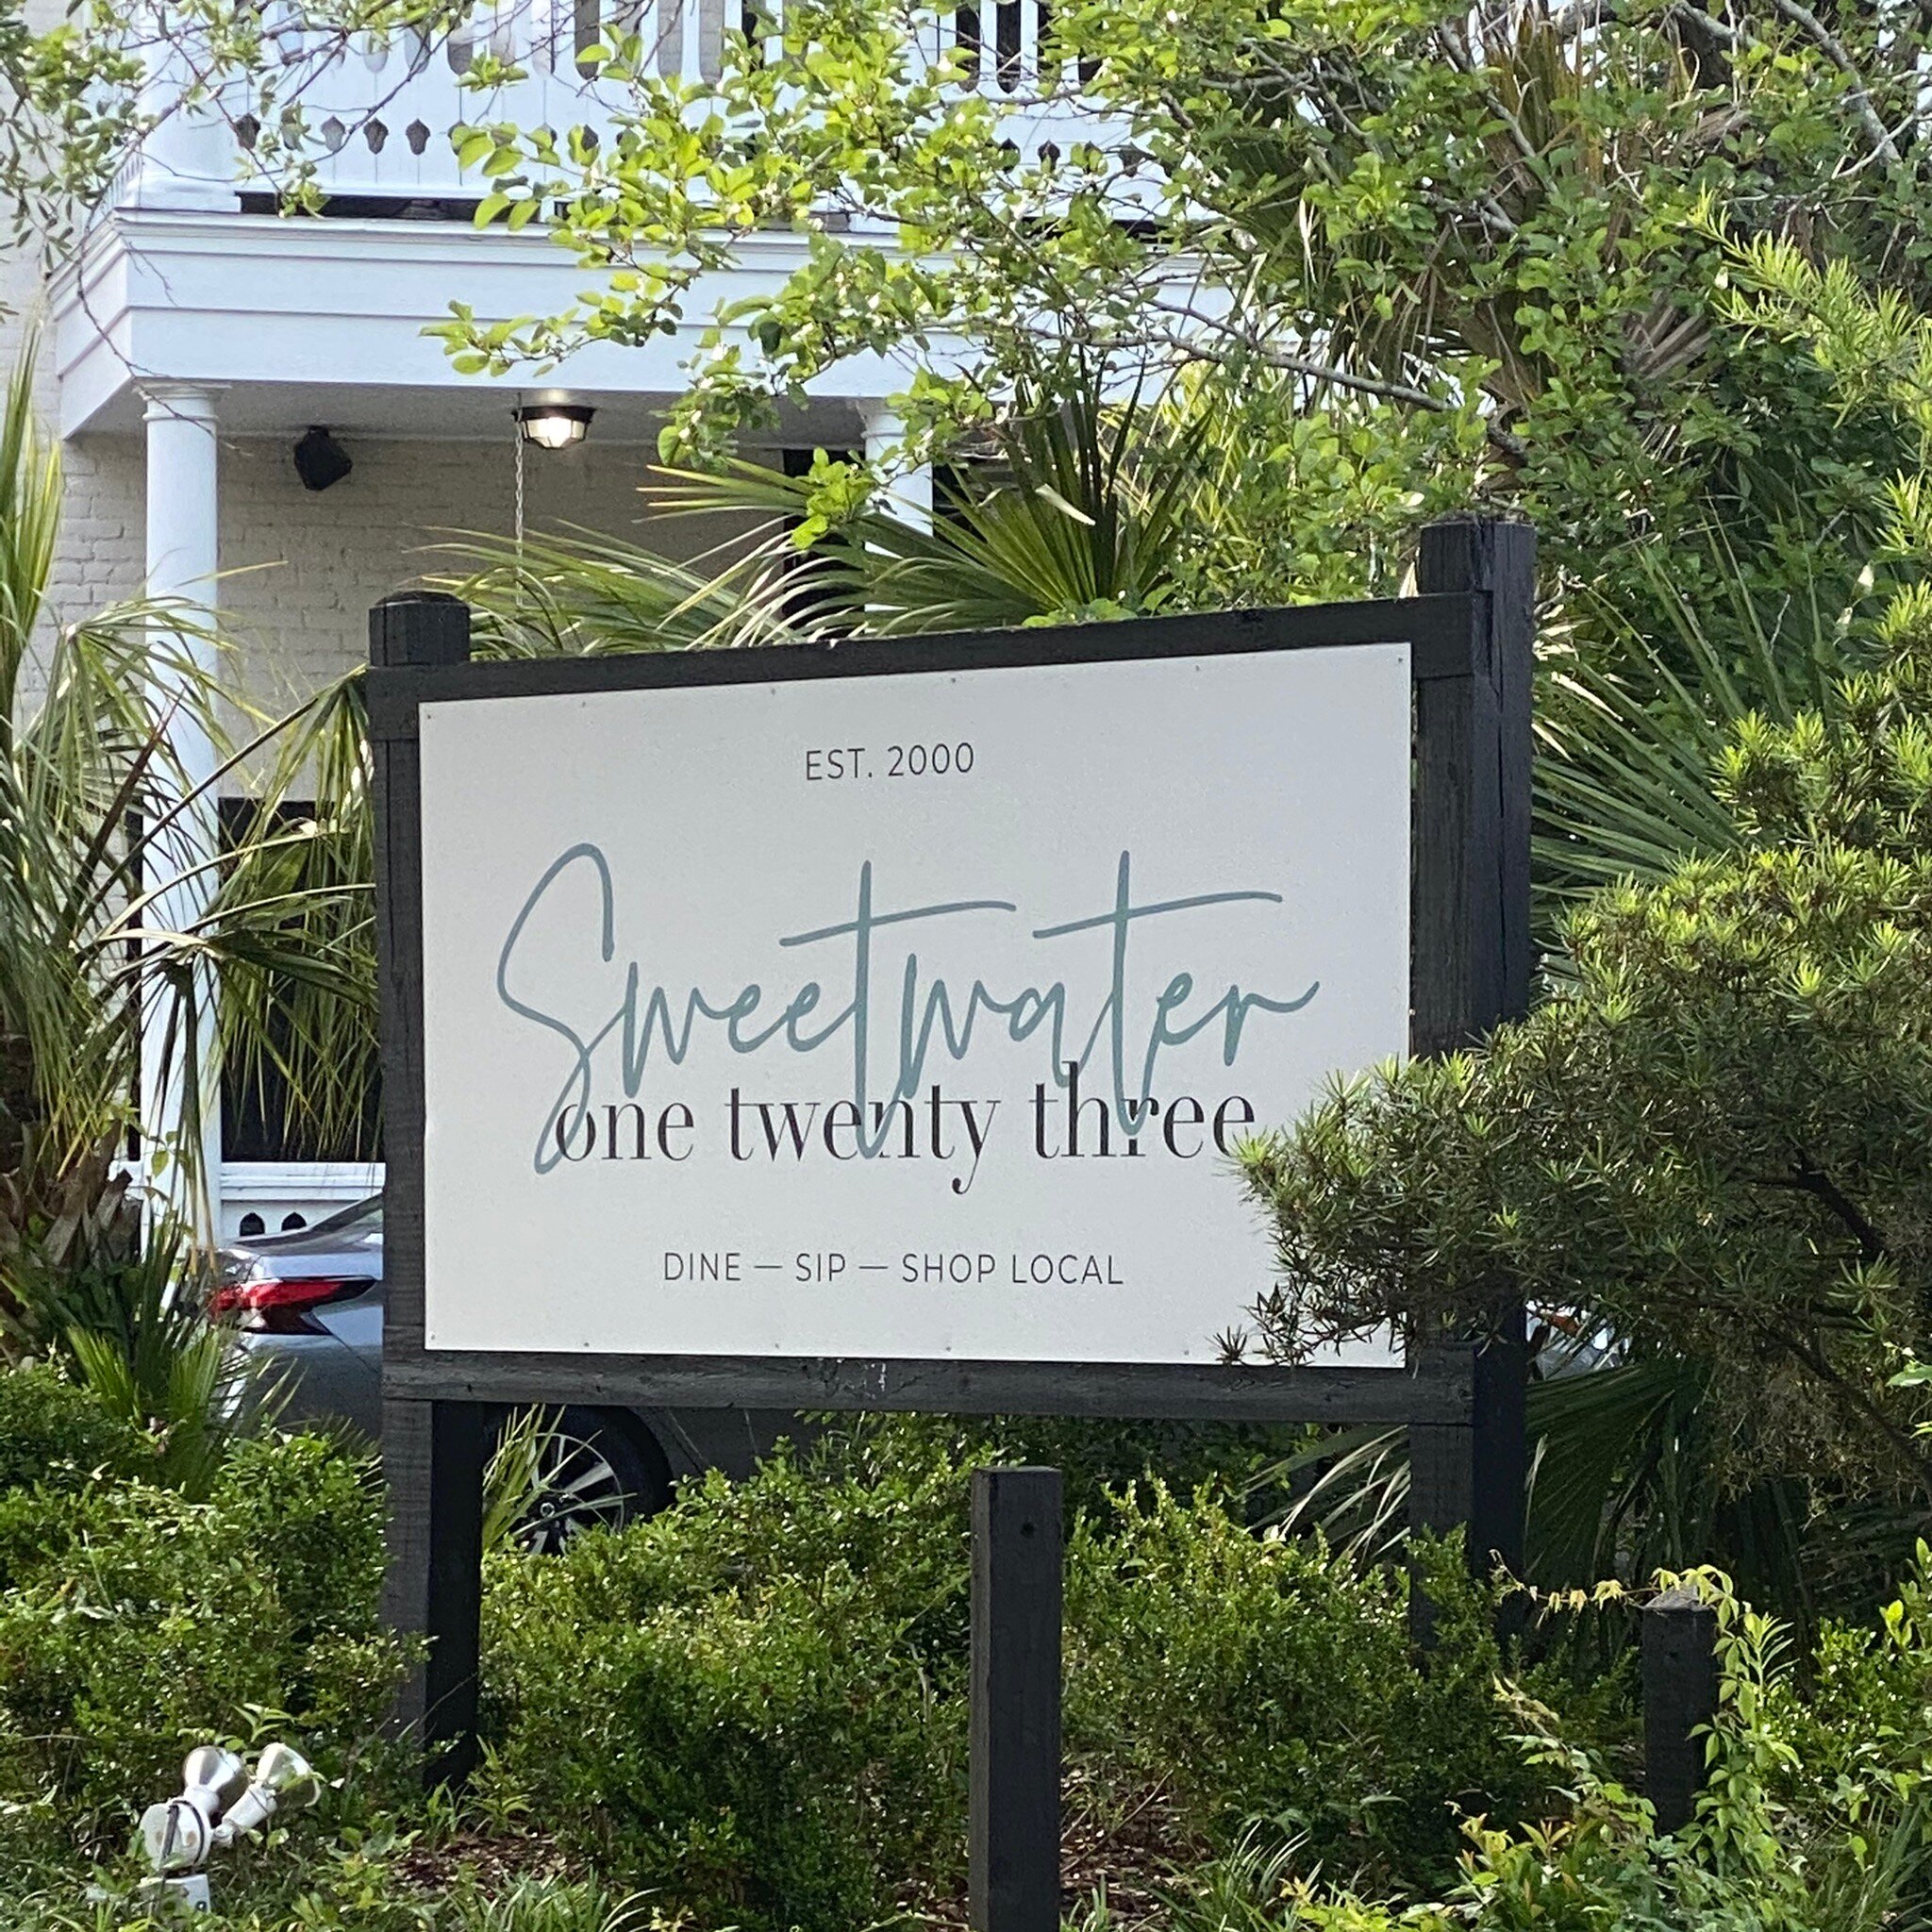 EST. 2000
Sweetwater
one twenty three
DINE — SIP — SHOP LOCAL